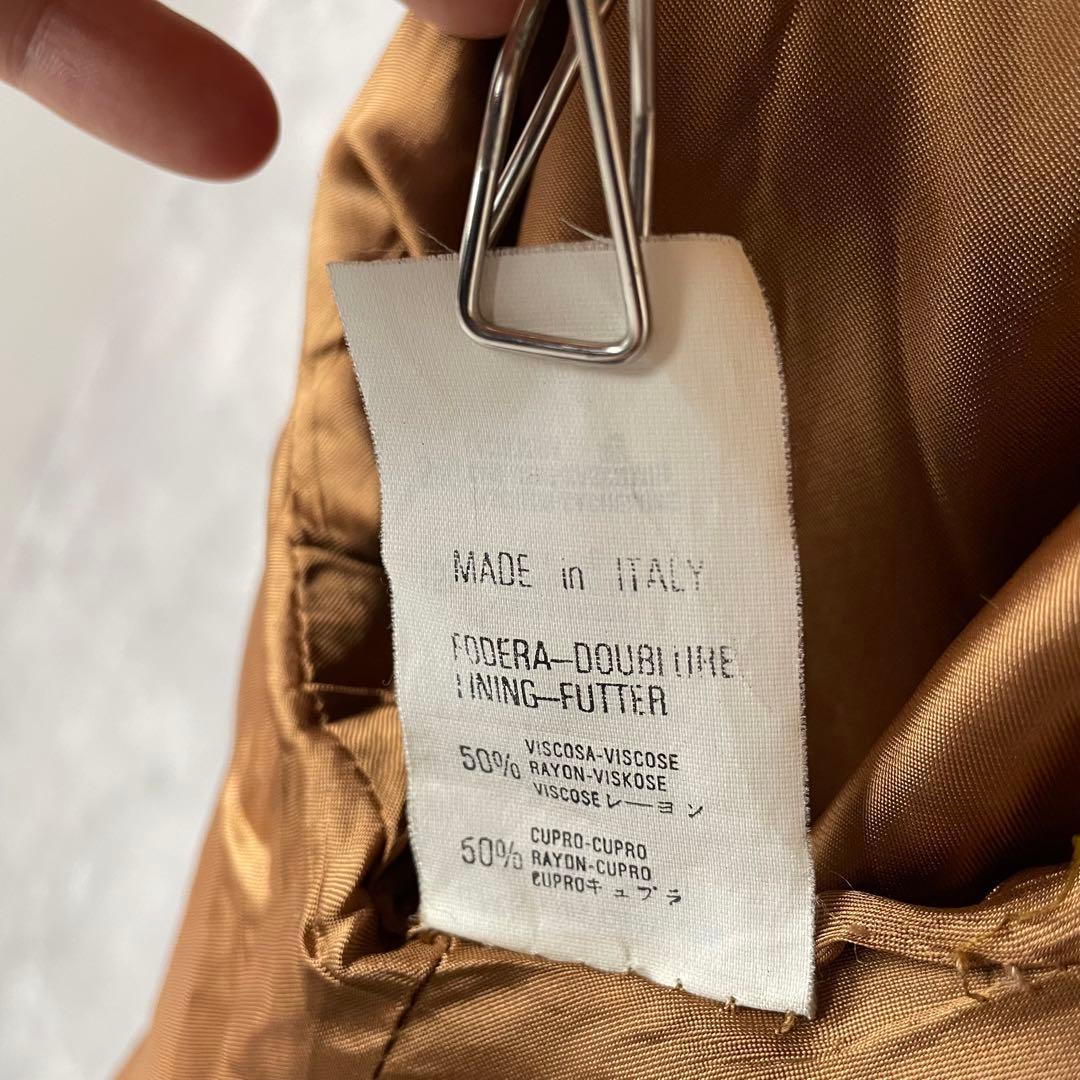 MADE in ITALY
FODERA—DOUBLURE
LINING—FUTTER
50% VISCOSA-VISCOSE
RAYON-VISKOSE
VISCOSEレーヨン
50% CUPRO-CUPRO
RAYON-CUPRO
CUPROキュプラ